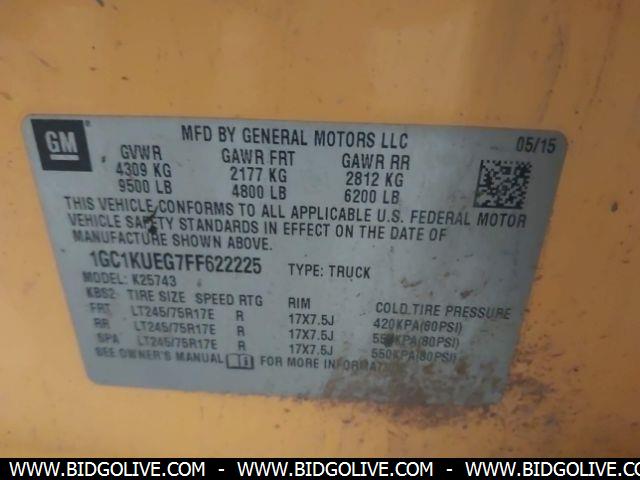 GM ® MFD BY GENERAL MOTORS LLC 05/15
GVWR GAWR FRT GAWR RR
4309 KG 2177 KG 2812 KG
9500 LB 4800 LB 6200 LB
THIS VEHICLE CONFORMS TO ALL APPLICABLE U.S. FEDERAL MOTOR
VEHICLE SAFETY STANDARDS IN EFFECT ON THE DATE OF
MANUFACTURE SHOWN ABOVE.
1GC1KUEG7FF622225 TYPE: TRUCK
MODEL: K25743
KBS2 TIRE SIZE SPEED RTG RIM COLD TIRE PRESSURE
FRT LT245/75R17E R 17X7.5J 420KPA(60PSI)
RR LT245/75R17E R 17X7.5J 550KPA(80PSI)
SPA LT245/75R17E R 17X7.5J 550KPA(80PSI)
SEE OWNER'S MANUAL FOR MORE INFORMATION
WWW.BIDGOLIVE.COM - WWW.BIDGOLIVE.COM - WWW.BIDGOLIVE.COM